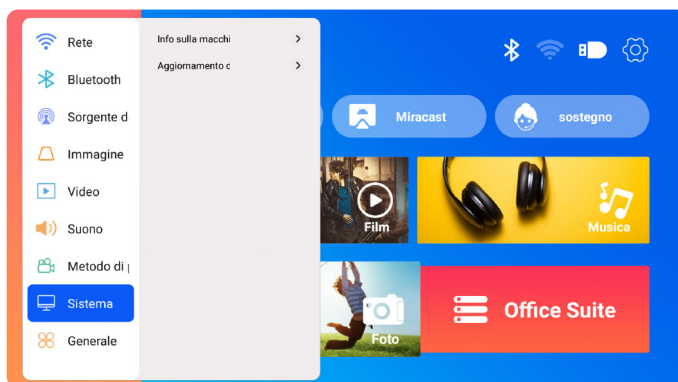 Rete
Bluetooth
Sorgente d
Immagine
Video
Suono
Metodo di
Sistema
Generale
Info sulla macchi
Aggiornamento c
Miracast
sostegno
Film
Musica
Foto
Office Suite